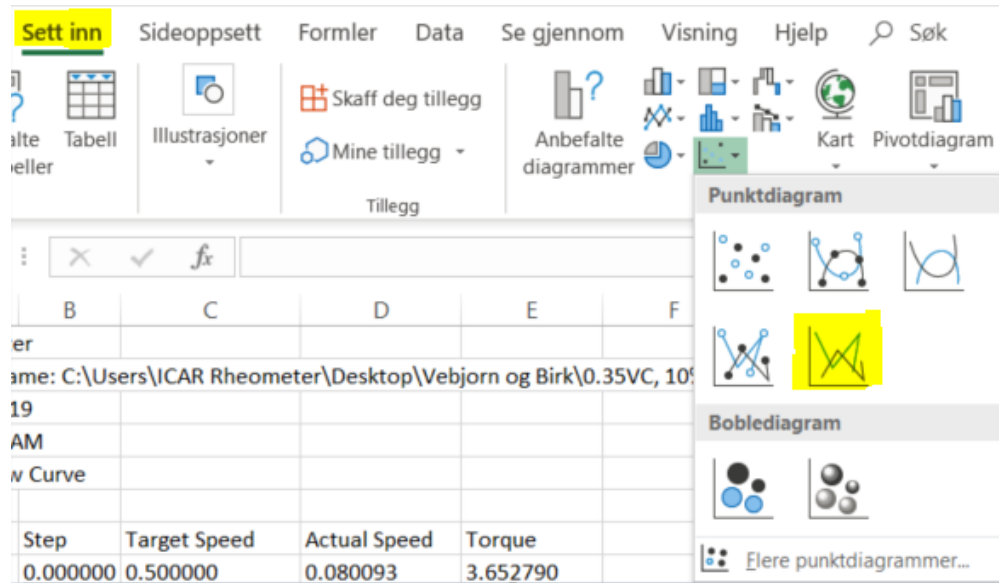 Sett inn Sideoppsett Formler Data Se gjennom Visning Hjelp Søk
Tabell
Illustrasjoner
Skaff deg tillegg
Mine tillegg
Tillegg
Anbefalte
diagrammer
Kart
Pivotdiagram
Punktdiagram
Boblediagram
Flere punktdiagrammer...
fx
B C D E F
ame: C:\Users\ICAR Rheometer\Desktop\Vebjorn og Birk\0.35VC, 10%
19
AM
w Curve
Step Target Speed Actual Speed Torque
0.000000 0.500000 0.080093 3.652790